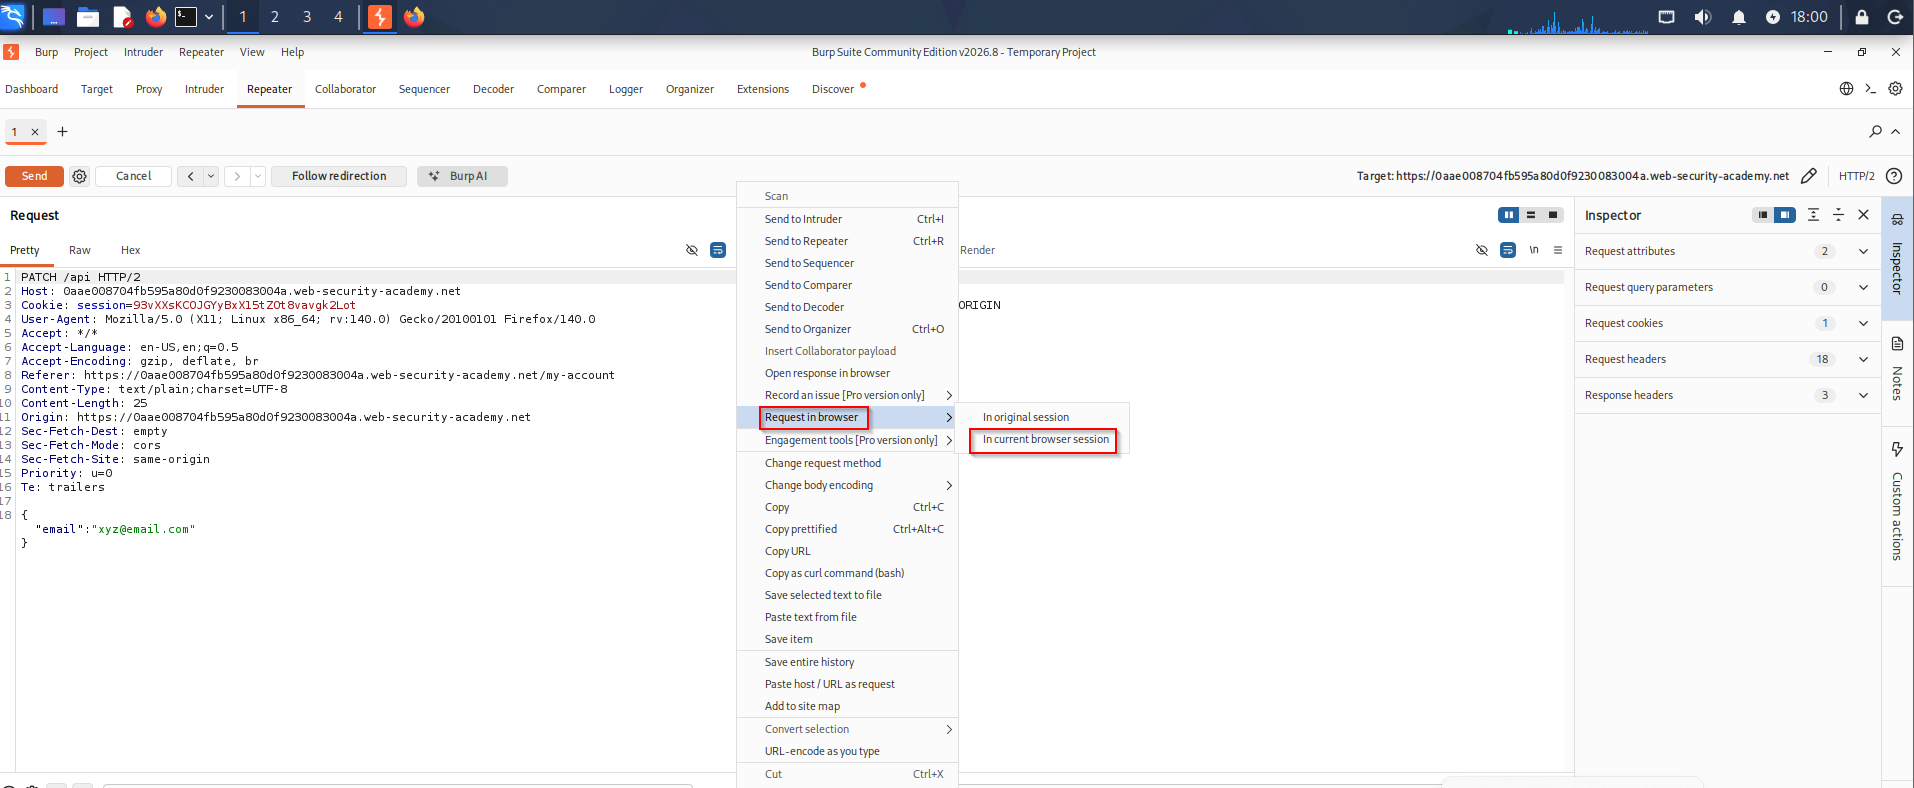 1 2 3 4 18:00
Burp Project Intruder Repeater View Help Burp Suite Community Edition v2026.8 - Temporary Project
Dashboard Target Proxy Intruder Repeater Collaborator Sequencer Decoder Comparer Logger Organizer Extensions Discover
1
Send Cancel Follow redirection Burp AI Target: https://0aae008704fb595a80d0f9230083004a.web-security-academy.net HTTP/2
Request
Pretty Raw Hex
1 PATCH /api HTTP/2
2 Host: 0aae008704fb595a80d0f9230083004a.web-security-academy.net
3 Cookie: session=93vXXsKCOJGYyBxX15tZOt8vavgk2Lot
4 User-Agent: Mozilla/5.0 (X11; Linux x86_64; rv:140.0) Gecko/20100101 Firefox/140.0
5 Accept: */*
6 Accept-Language: en-US,en;q=0.5
7 Accept-Encoding: gzip, deflate, br
8 Referer: https://0aae008704fb595a80d0f9230083004a.web-security-academy.net/my-account
9 Content-Type: text/plain;charset=UTF-8
10 Content-Length: 25
11 Origin: https://0aae008704fb595a80d0f9230083004a.web-security-academy.net
12 Sec-Fetch-Dest: empty
13 Sec-Fetch-Mode: cors
14 Sec-Fetch-Site: same-origin
15 Priority: u=0
16 Te: trailers
17
18 {
"email":"xyz@email.com"
}
Scan
Send to Intruder Ctrl+I
Send to Repeater Ctrl+R
Send to Sequencer
Send to Comparer
Send to Decoder
Send to Organizer Ctrl+O
Insert Collaborator payload
Open response in browser
Record an issue [Pro version only]
Request in browser
Engagement tools [Pro version only]
Change request method
Change body encoding
Copy Ctrl+C
Copy prettified Ctrl+Alt+C
Copy URL
Copy as curl command (bash)
Save selected text to file
Paste text from file
Save item
Save entire history
Paste host / URL as request
Add to site map
Convert selection
URL-encode as you type
Cut Ctrl+X
In original session
In current browser session
Render
\n
ORIGIN
Inspector
Request attributes 2
Request query parameters 0
Request cookies 1
Request headers 18
Response headers 3
Inspector
Notes
Custom actions